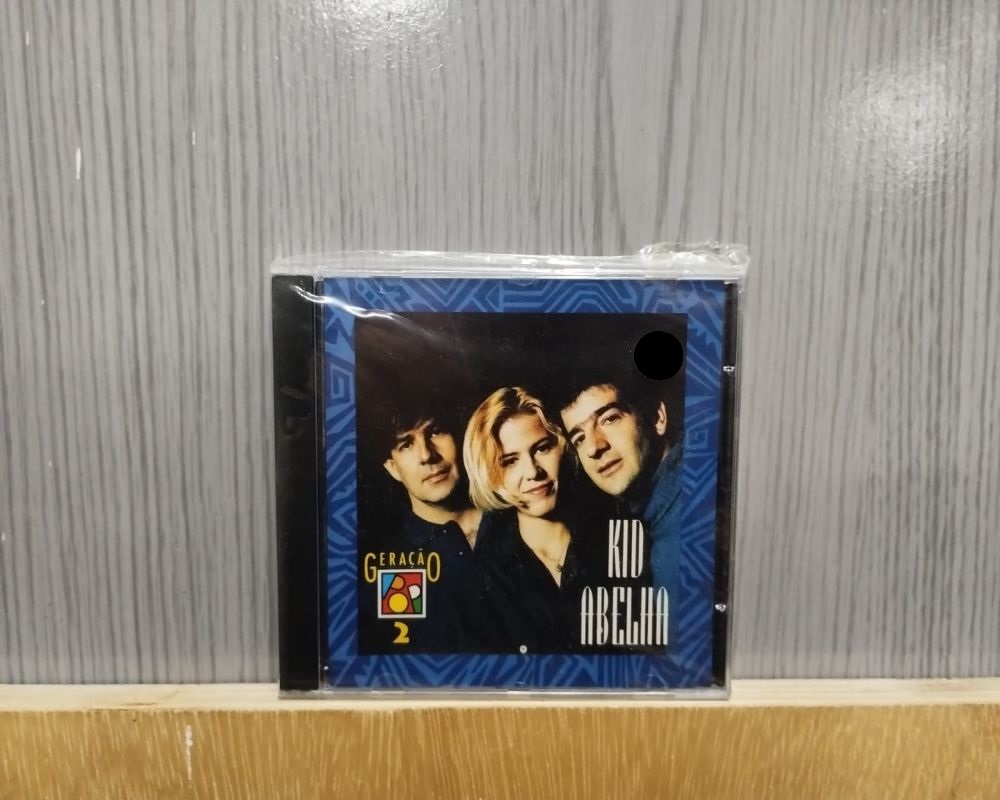 GERAÇÃO
POP
2
KID
ABELHA